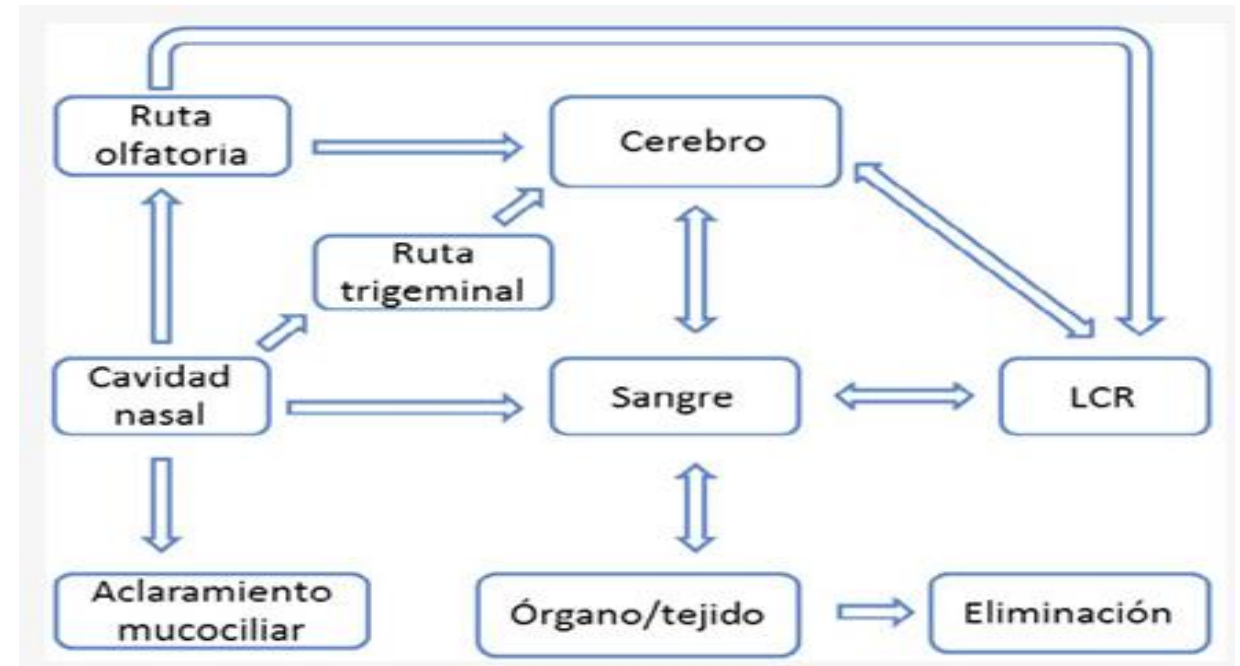 Ruta
olfatoria
Cerebro
Ruta
trigeminal
Cavidad
nasal
Sangre
LCR
Aclaramiento
mucociliar
Órgano/tejido
Eliminación